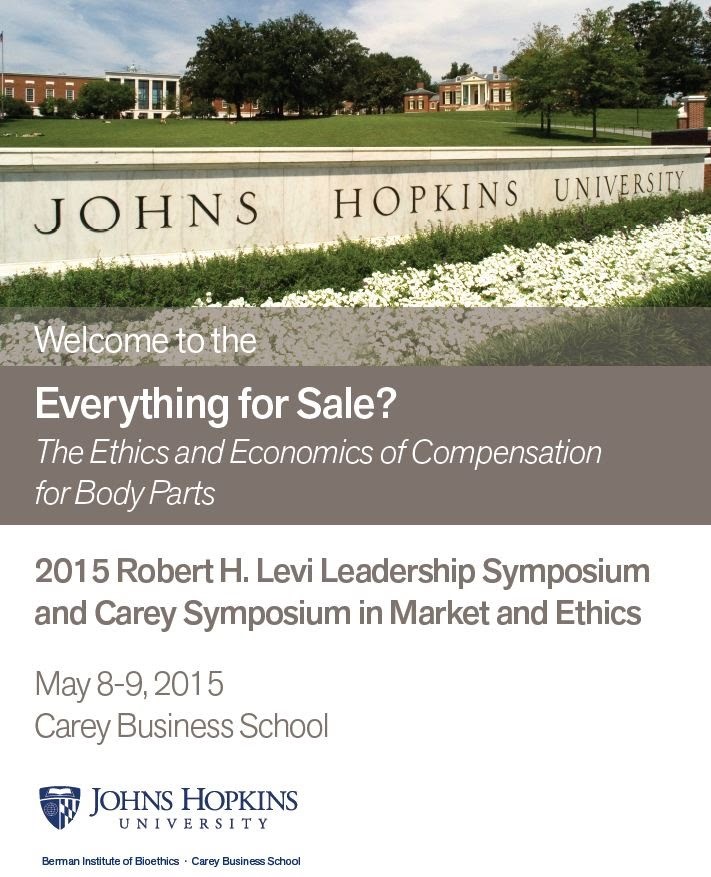 JOHNS HOPKINS UNIVERSITY
Welcome to the
Everything for Sale?
The Ethics and Economics of Compensation
for Body Parts
2015 Robert H. Levi Leadership Symposium
and Carey Symposium in Market and Ethics
May 8-9, 2015
Carey Business School
JOHNS HOPKINS
UNIVERSITY
Berman Institute of Bioethics · Carey Business School